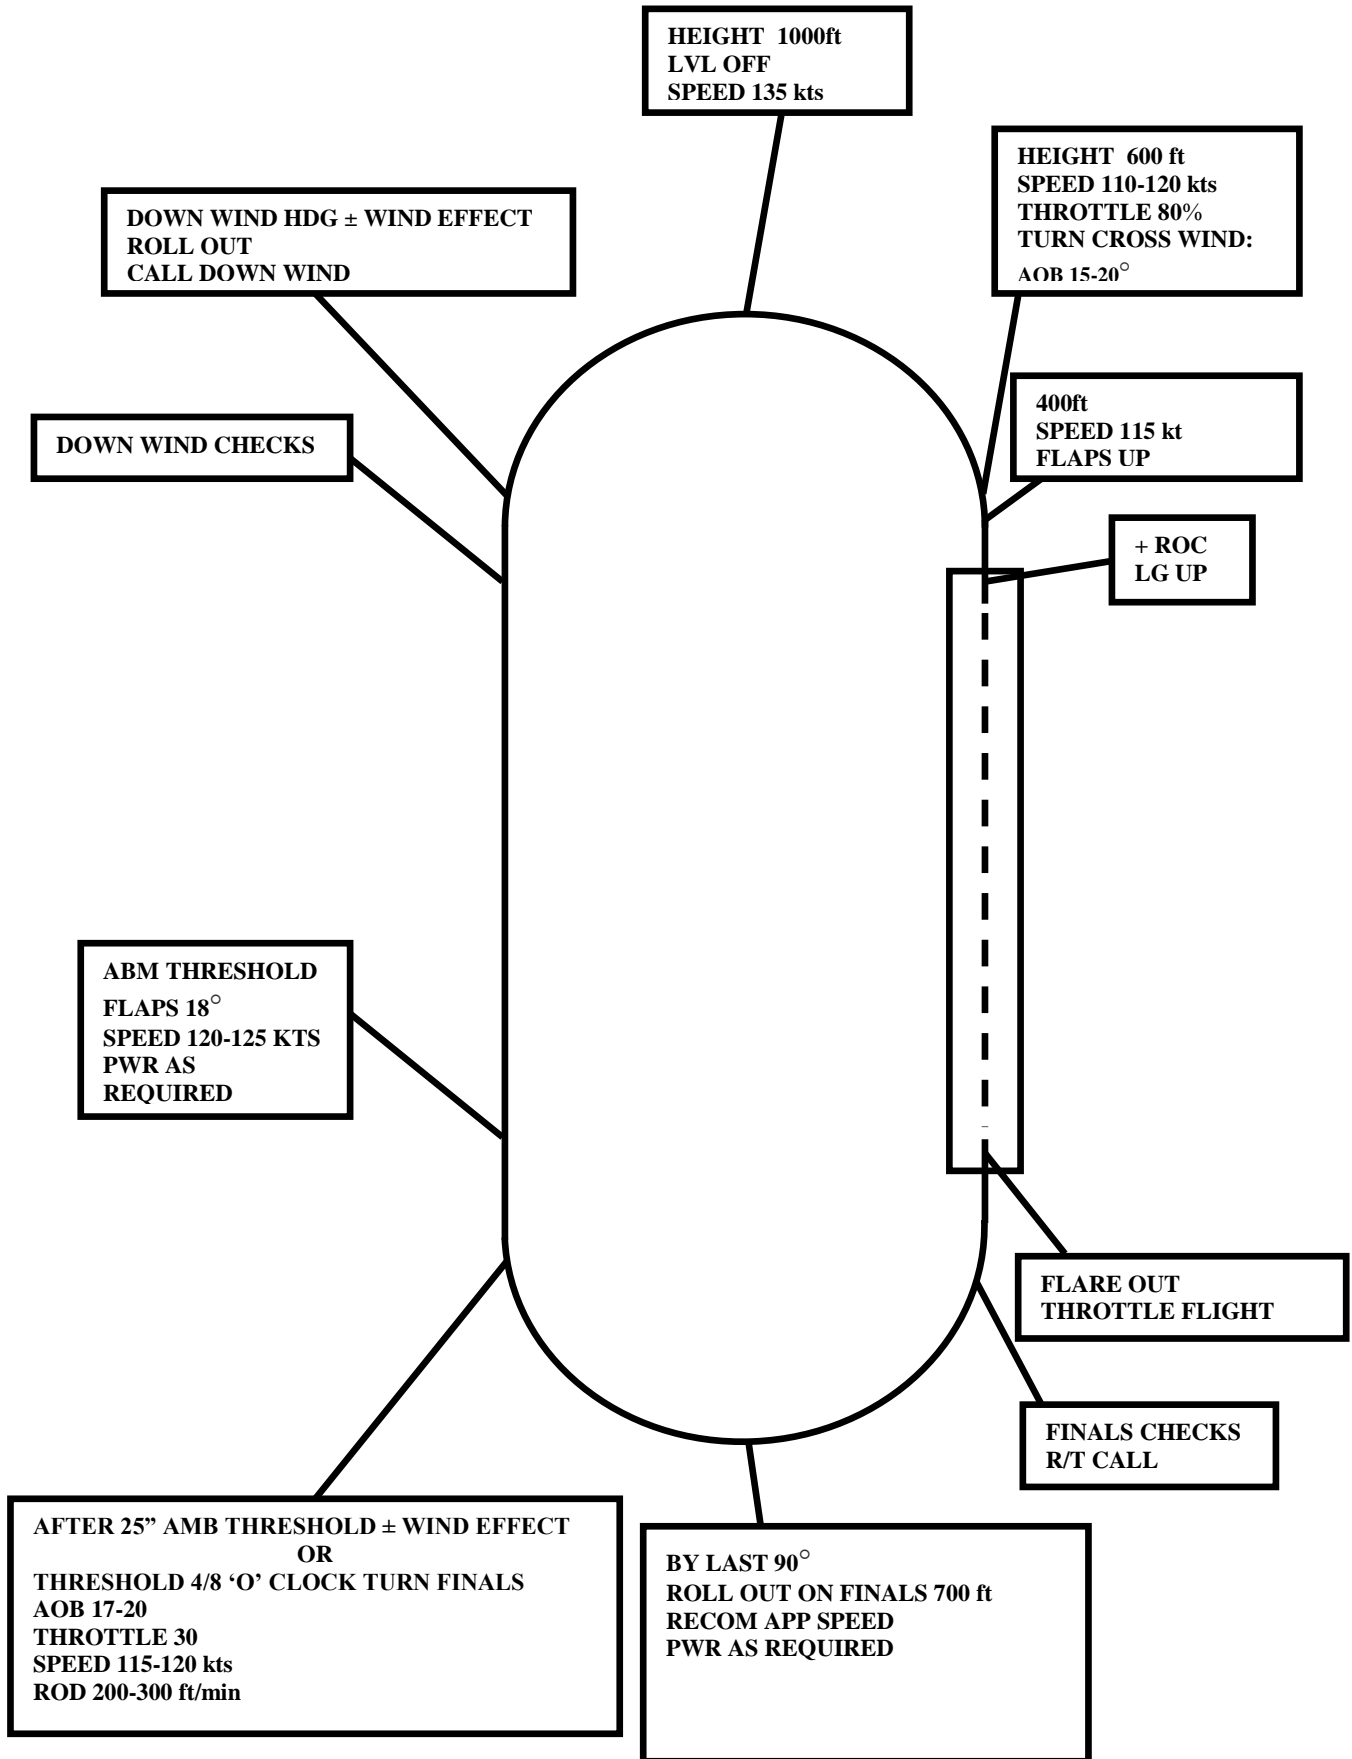 HEIGHT 1000ft
LVL OFF
SPEED 135 kts
HEIGHT 600 ft
SPEED 110-120 kts
THROTTLE 80%
TURN CROSS WIND:
AOB 15-20°
DOWN WIND HDG ± WIND EFFECT
ROLL OUT
CALL DOWN WIND
400ft
SPEED 115 kt
FLAPS UP
DOWN WIND CHECKS
+ ROC
LG UP
ABM THRESHOLD
FLAPS 18°
SPEED 120-125 KTS
PWR AS
REQUIRED
FLARE OUT
THROTTLE FLIGHT
FINALS CHECKS
R/T CALL
AFTER 25” AMB THRESHOLD ± WIND EFFECT
OR
THRESHOLD 4/8 ‘O’ CLOCK TURN FINALS
AOB 17-20
THROTTLE 30
SPEED 115-120 kts
ROD 200-300 ft/min
BY LAST 90°
ROLL OUT ON FINALS 700 ft
RECOM APP SPEED
PWR AS REQUIRED